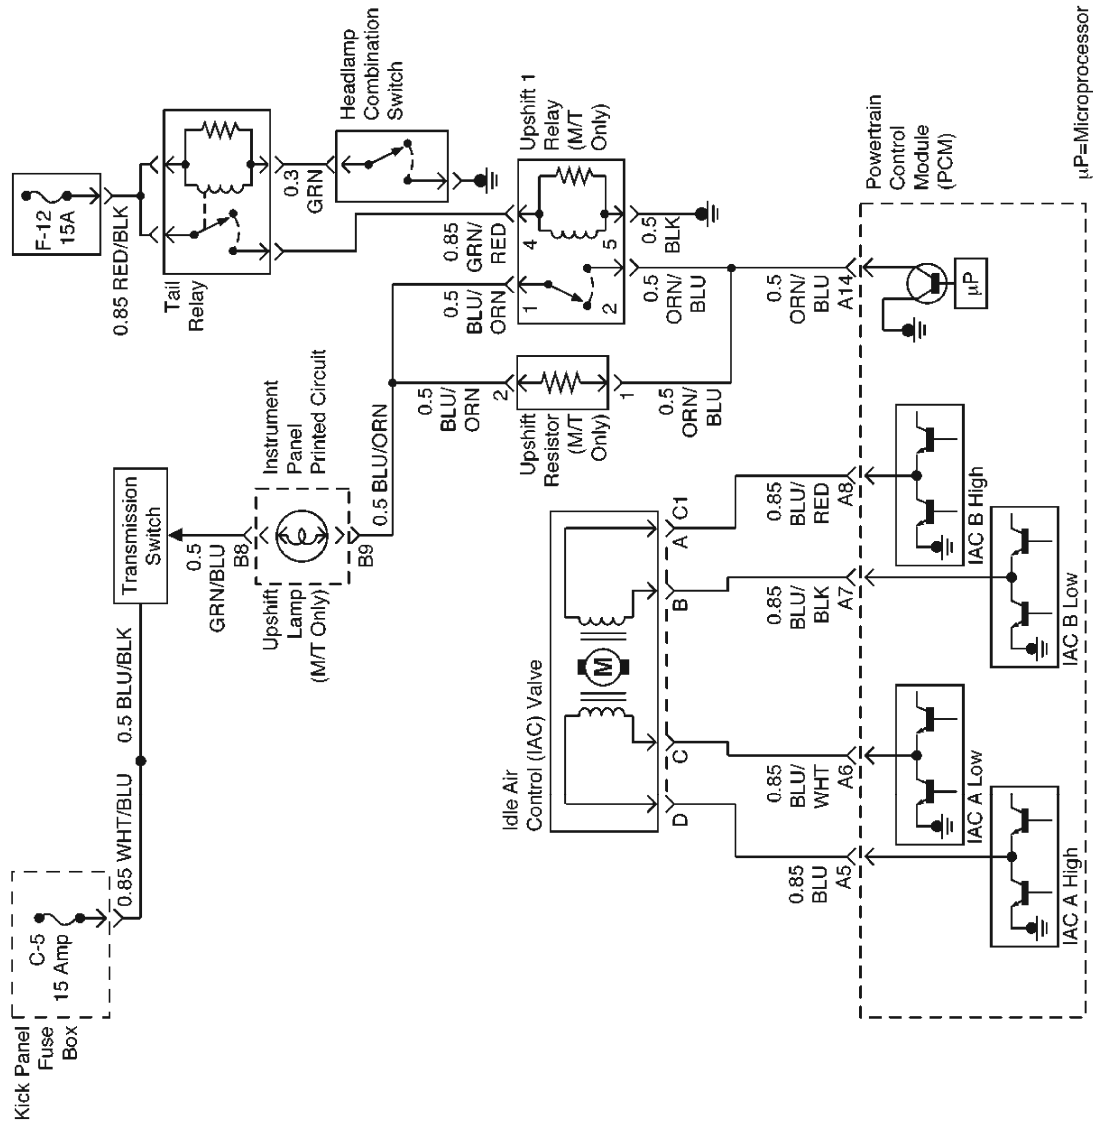 Kick Panel
Fuse
Box
C-5
15 Amp
0.85 WHT/BLU
0.5 BLU/BLK
Transmission
Switch
0.5
GRN/BLU
B8
Upshift
Lamp
(M/T Only)
Instrument
Panel
Printed Circuit
B9
0.5 BLU/ORN
F-12
15A
0.85 RED/BLK
Tail
Relay
0.3
GRN
Headlamp
Combination
Switch
0.85
GRN/
RED
0.5
BLU/
ORN
1
4
2
5
Upshift 1
Relay (M/T
Only)
0.5
BLK
0.5
ORN/
BLU
0.5
BLU/
ORN
2
Upshift
Resistor
(M/T
Only)
1
0.5
ORN/
BLU
0.5
ORN/
BLU
A14
Idle Air
Control (IAC) Valve
M
D
C
B
A
C1
0.85
BLU
A5
0.85
BLU/
WHT
A6
0.85
BLU/
BLK
A7
0.85
BLU/
RED
A8
Powertrain
Control
Module
(PCM)
µP
IAC A High
IAC A Low
IAC B Low
IAC B High
µP=Microprocessor